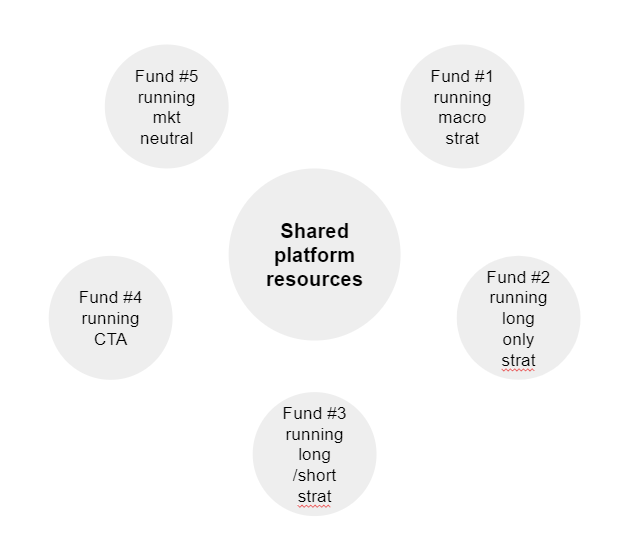 Fund #5
running
mkt
neutral
Fund #1
running
macro
strat
Shared
platform
resources
Fund #4
running
CTA
Fund #2
running
long
only
strat
Fund #3
running
long
/short
strat